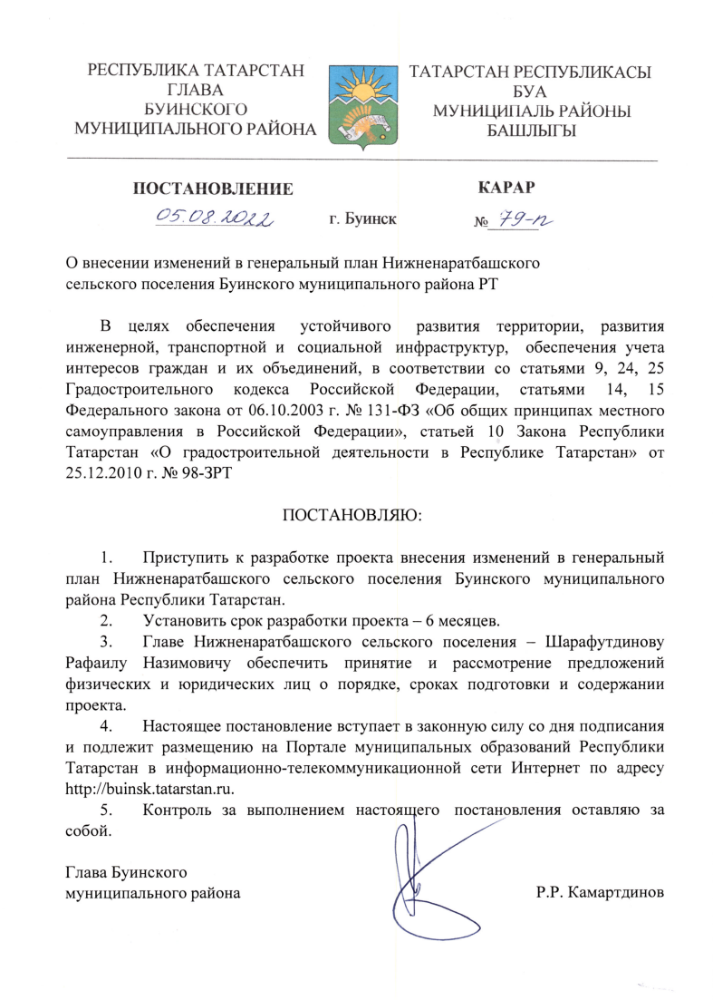 РЕСПУБЛИКА ТАТАРСТАН
ГЛАВА
БУИНСКОГО
МУНИЦИПАЛЬНОГО РАЙОНА
ТАТАРСТАН РЕСПУБЛИКАСЫ
БУА
МУНИЦИПАЛЬ РАЙОНЫ
БАШЛЫГЫ
ПОСТАНОВЛЕНИЕ
КАРАР
05.08.2022 г. Буинск № 79-п
О внесении изменений в генеральный план Нижненаратбашского
сельского поселения Буинского муниципального района РТ
В целях обеспечения устойчивого развития территории, развития
инженерной, транспортной и социальной инфраструктур, обеспечения учета
интересов граждан и их объединений, в соответствии со статьями 9, 24, 25
Градостроительного кодекса Российской Федерации, статьями 14, 15
Федерального закона от 06.10.2003 г. № 131-ФЗ «Об общих принципах местного
самоуправления в Российской Федерации», статьей 10 Закона Республики
Татарстан «О градостроительной деятельности в Республике Татарстан» от
25.12.2010 г. № 98-ЗРТ
ПОСТАНОВЛЯЮ:
1. Приступить к разработке проекта внесения изменений в генеральный
план Нижненаратбашского сельского поселения Буинского муниципального
района Республики Татарстан.
2. Установить срок разработки проекта – 6 месяцев.
3. Главе Нижненаратбашского сельского поселения – Шарафутдинову
Рафаилу Назимовичу обеспечить принятие и рассмотрение предложений
физических и юридических лиц о порядке, сроках подготовки и содержании
проекта.
4. Настоящее постановление вступает в законную силу со дня подписания
и подлежит размещению на Портале муниципальных образований Республики
Татарстан в информационно-телекоммуникационной сети Интернет по адресу
http://buinsk.tatarstan.ru.
5. Контроль за выполнением настоящего постановления оставляю за
собой.
Глава Буинского
муниципального района Р.Р. Камартдинов